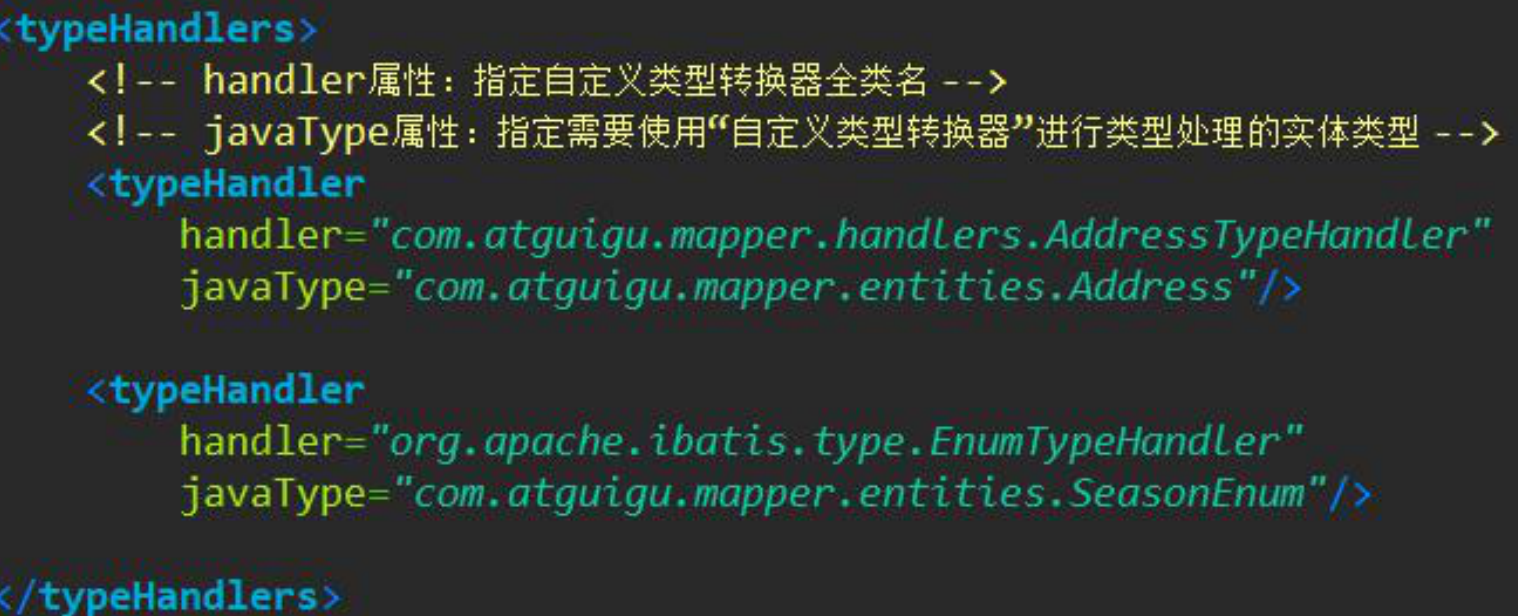 <typeHandlers>
<!-- handler属性：指定自定义类型转换器全类名 -->
<!-- javaType属性：指定需要使用“自定义类型转换器”进行类型处理的实体类型 -->
<typeHandler
handler="com.atguigu.mapper.handlers.AddressTypeHandler"
javaType="com.atguigu.mapper.entities.Address"/>
<typeHandler
handler="org.apache.ibatis.type.EnumTypeHandler"
javaType="com.atguigu.mapper.entities.SeasonEnum"/>
</typeHandlers>